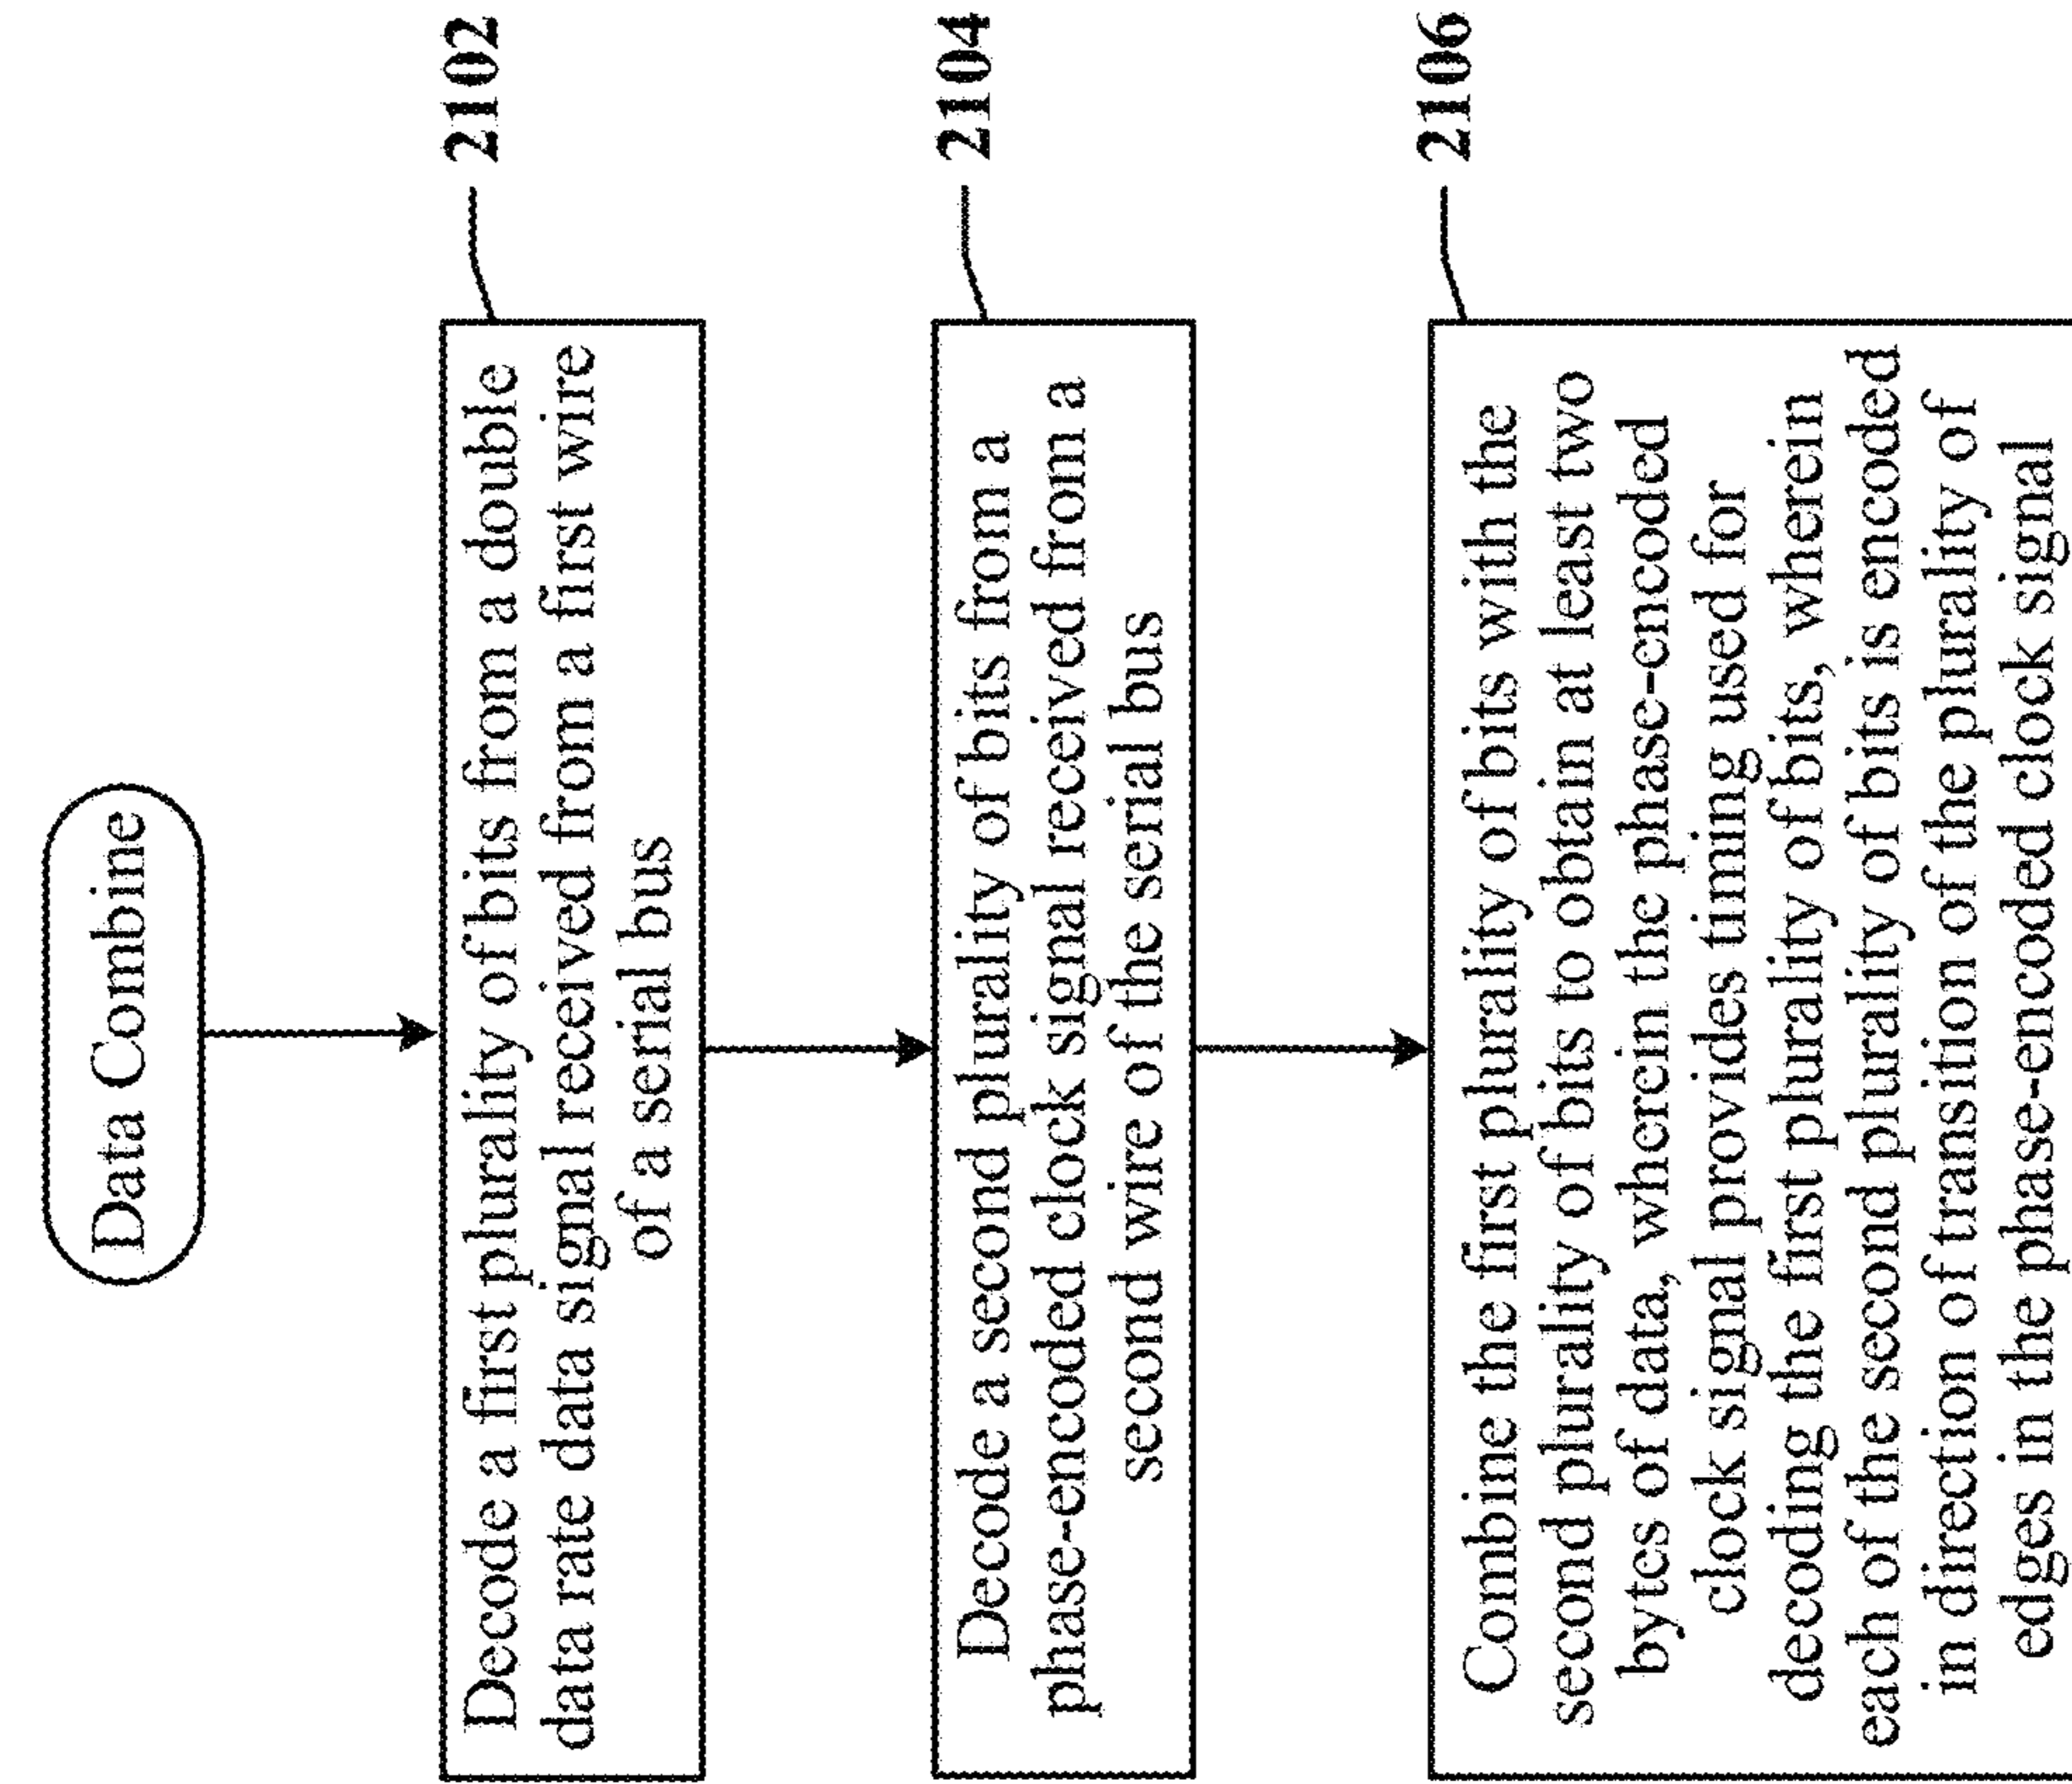 Data Combine
2102
Decode a first plurality of bits from a double
data rate data signal received from a first wire
of a serial bus
2104
Decode a second plurality of bits from a
phase-encoded clock signal received from a
second wire of the serial bus
2106
Combine the first plurality of bits with the
second plurality of bits to obtain at least two
bytes of data, wherein the phase-encoded
clock signal provides timing used for
decoding the first plurality of bits, wherein
each of the second plurality of bits is encoded
in direction of transition of the plurality of
edges in the phase-encoded clock signal